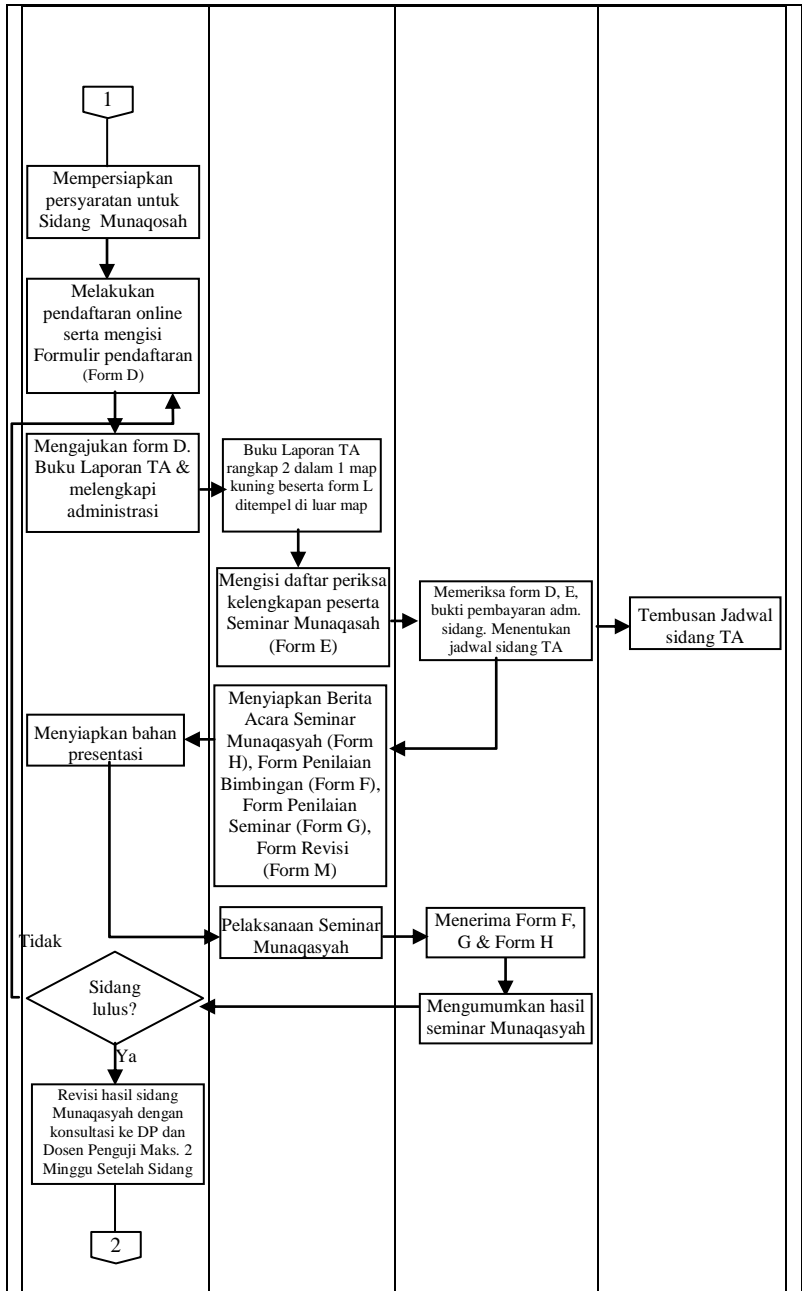 1
Mempersiapkan
persyaratan untuk
Sidang Munaqosah
Melakukan
pendaftaran online
serta mengisi
Formulir pendaftaran
(Form D)
Mengajukan form D.
Buku Laporan TA &
melengkapi
administrasi
Buku Laporan TA
rangkap 2 dalam 1 map
kuning beserta form L
ditempel di luar map
Mengisi daftar periksa
kelengkapan peserta
Seminar Munaqasah
(Form E)
Memeriksa form D, E,
bukti pembayaran adm.
sidang. Menentukan
jadwal sidang TA
Tembusan Jadwal
sidang TA
Menyiapkan Berita
Acara Seminar
Munaqasyah (Form
H), Form Penilaian
Bimbingan (Form F),
Form Penilaian
Seminar (Form G),
Form Revisi
(Form M)
Menyiapkan bahan
presentasi
Pelaksanaan Seminar
Munaqasyah
Menerima Form F,
G & Form H
Mengumumkan hasil
seminar Munaqasyah
Tidak
Sidang
lulus?
Ya
Revisi hasil sidang
Munaqasyah dengan
konsultasi ke DP dan
Dosen Penguji Maks. 2
Minggu Setelah Sidang
2